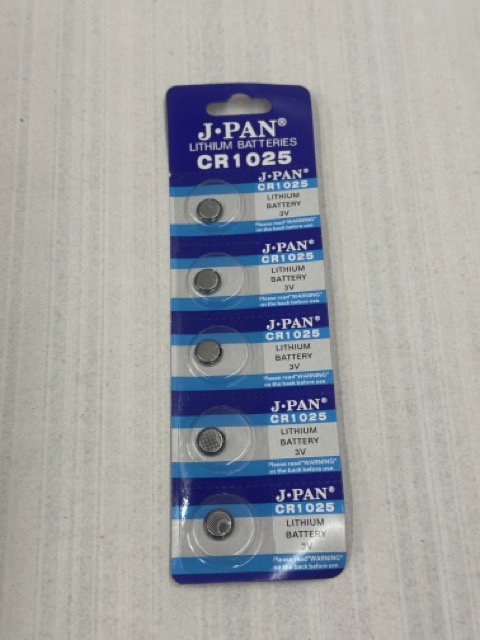 J·PAN®
LITHIUM BATTERIES
CR1025
J·PAN®
CR1025
LITHIUM
BATTERY
3V
Please read"WARNING"
on the back before use.
J·PAN®
CR1025
LITHIUM
BATTERY
3V
Please read"WARNING"
on the back before use.
J·PAN®
CR1025
LITHIUM
BATTERY
3V
Please read"WARNING"
on the back before use.
J·PAN®
CR1025
LITHIUM
BATTERY
3V
Please read"WARNING"
on the back before use.
J·PAN®
CR1025
LITHIUM
BATTERY
3V
Please read"WARNING"
on the back before use.